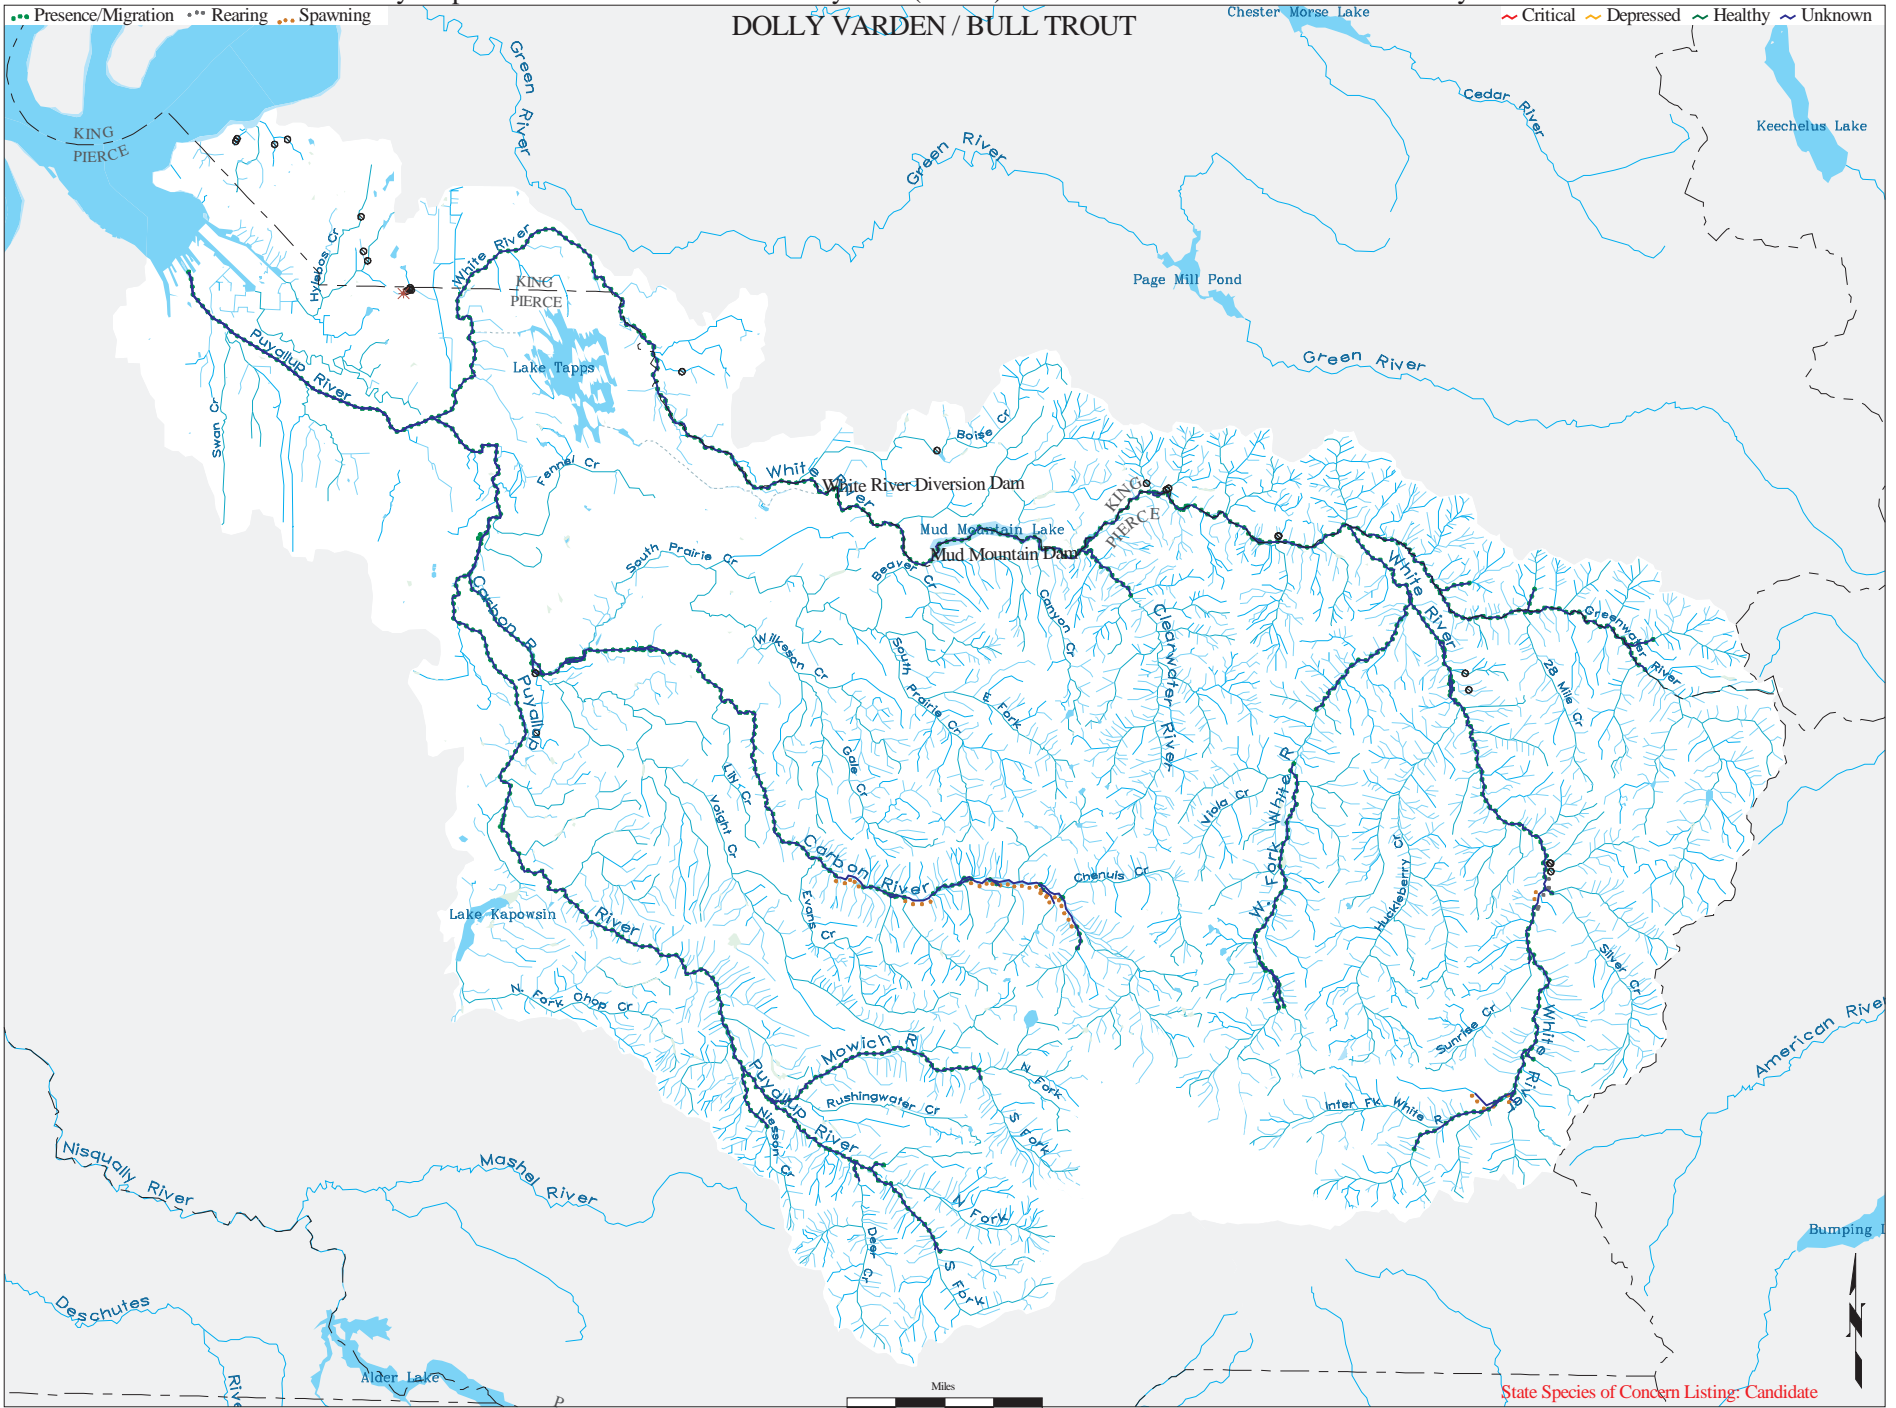 Presence/Migration Rearing Spawning
DOLLY VARDEN / BULL TROUT
Critical Depressed Healthy Unknown
Chester Morse Lake
Green River
Cedar River
Keechelus Lake
KING
PIERCE
Green River
Hylebos Cr
White River
KING
PIERCE
Page Mill Pond
Puyallup River
Lake Tapps
Green River
Swan Cr
Fennel Cr
Boise Cr
White River
White River Diversion Dam
KING
PIERCE
Mud Mountain Lake
Mud Mountain Dam
South Prairie Cr
Beaver Cr
Carbon R
Canyon Cr
Clearwater River
White River
Greenwater River
Wilkeson Cr
South Prairie Cr
E Fork
28 Mile Cr
Puyallup
Gale Cr
Voight Cr
Viola Cr
W. Fork White R
Huckleberry Cr
Carbon River
Chenuis Cr
Evans Cr
Lake Kapowsin
River
Silver Cr
N. Fork Ohop Cr
Sunrise Cr
White River
American River
Mowich R
N Fork
S Fork
Puyallup River
Rushingwater Cr
Niesson Cr
Inter Fk White R
Nisqually River
Mashel River
N Fork
Deer Cr
S Fork
Bumping L
Deschutes
Rive
Alder Lake
P
Miles
N
State Species of Concern Listing: Candidate